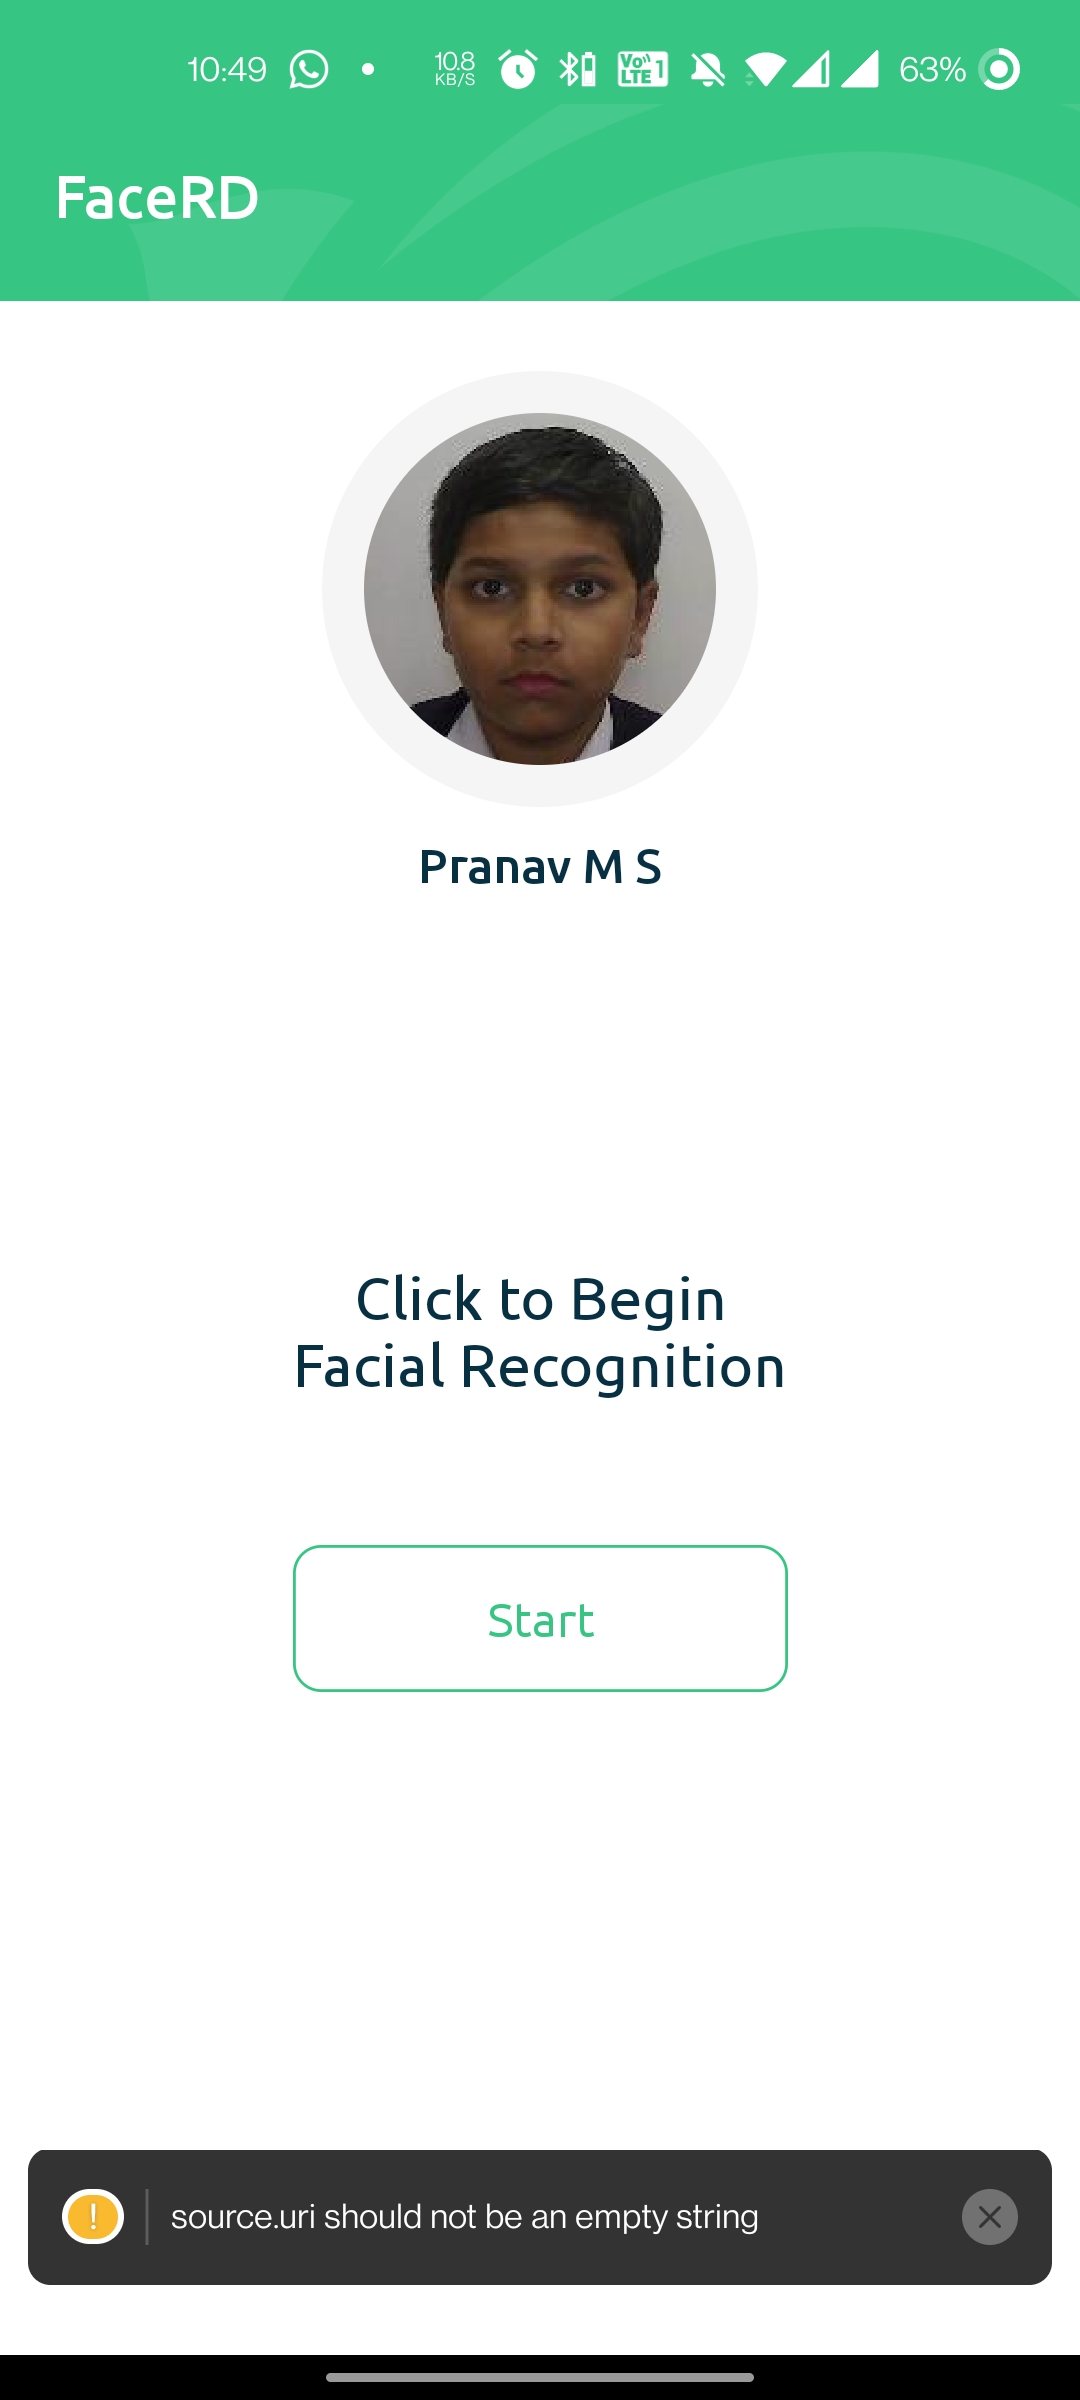 10:49
10.8
KB/S
Vo)) 1
LTE
63%
FaceRD
Pranav M S
Click to Begin
Facial Recognition
Start
! source.uri should not be an empty string